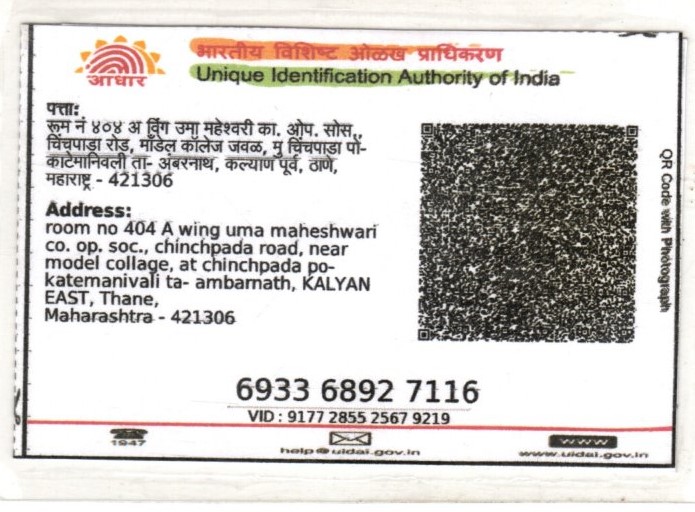 भारतीय विशिष्ट ओळख प्राधिकरण
आधार
Unique Identification Authority of India
पत्ता:
रूम नं ४०४ अ विंग उमा महेश्वरी का. ओप. सोस.,
चिंचपाडा रोड, मॉडेल कॉलेज जवळ, मु चिंचपाडा पो-
काटेमानिवली ता- अंबरनाथ, कल्याण पूर्व, ठाणे,
महाराष्ट्र - 421306
Address:
room no 404 A wing uma maheshwari
co. op. soc., chinchpada road, near
model collage, at chinchpada po-
katemanivali ta- ambarnath, KALYAN
EAST, Thane,
Maharashtra - 421306
QR Code with Photograph
6933 6892 7116
VID : 9177 2855 2567 9219
1947
help@uidai.gov.in
www
www.uidai.gov.in